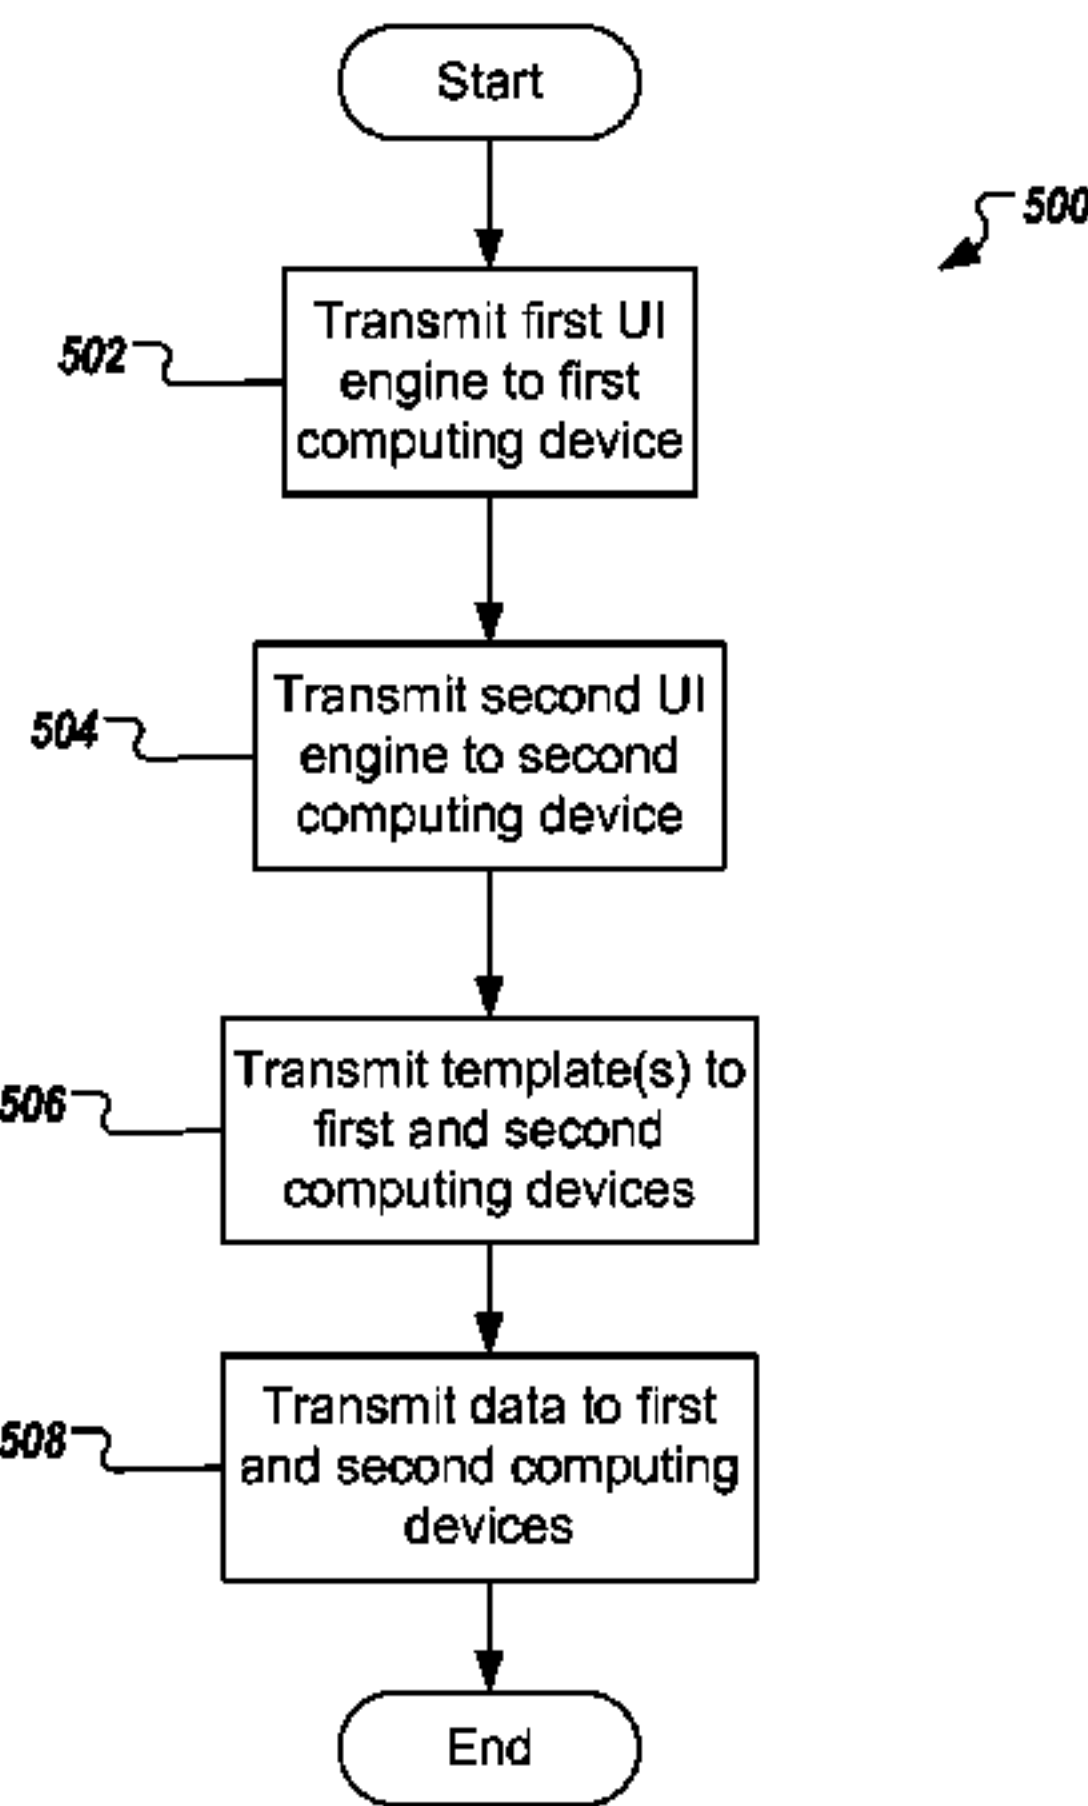 Start
500
Transmit first UI
502
engine to first
computing device
Transmit second UI
504
engine to second
computing device
Transmit template(s) to
506
first and second
computing devices
Transmit data to first
508
and second computing
devices
End